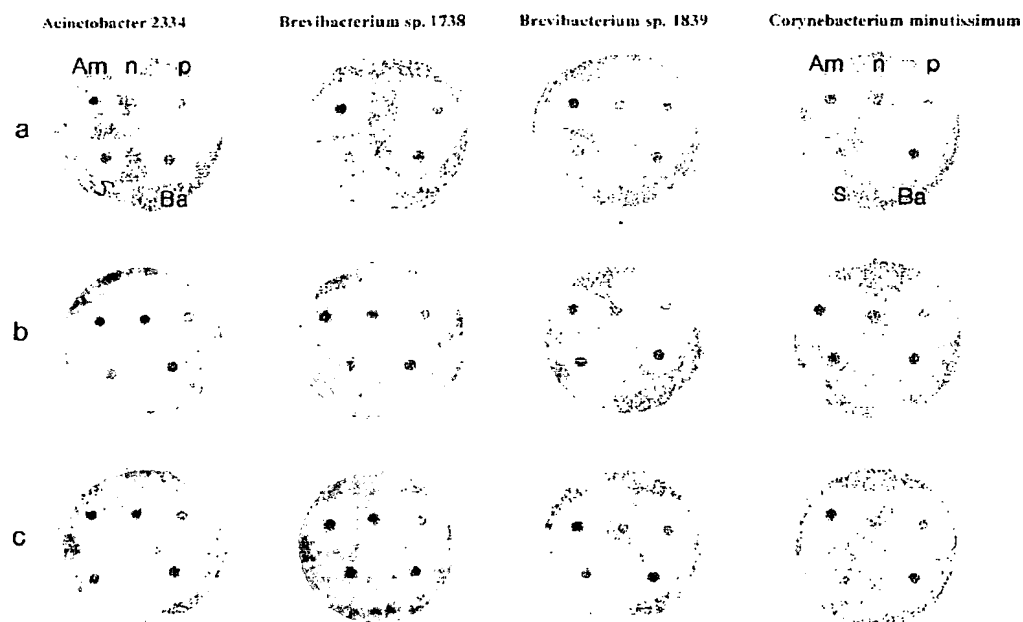 Acinetobacter 2334 Brevibacterium sp. 1738 Brevibacterium sp. 1839 Corynebacterium minutissimum
Am n p Am n p
a
S Ba S Ba
b
c